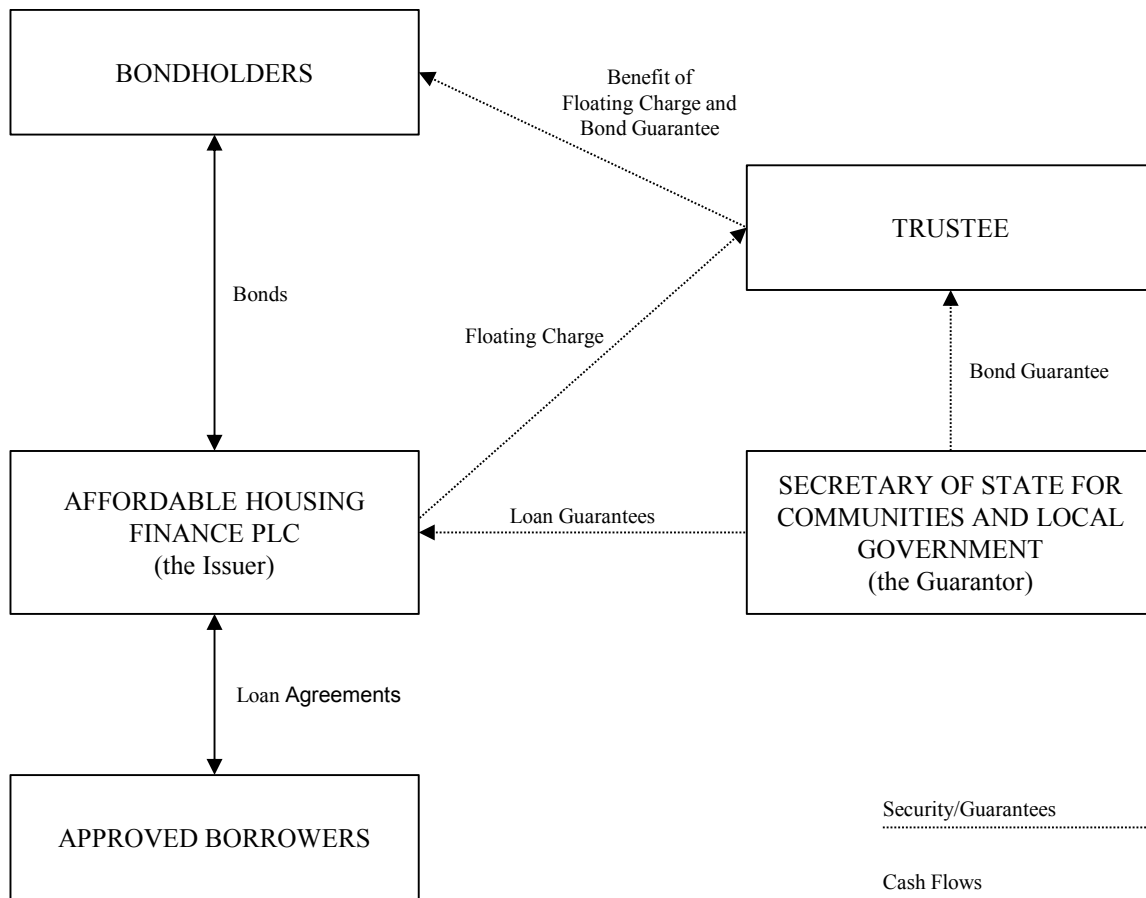 BONDHOLDERS
Benefit of
Floating Charge and
Bond Guarantee
TRUSTEE
Bonds
Floating Charge
Bond Guarantee
AFFORDABLE HOUSING
FINANCE PLC
(the Issuer)
Loan Guarantees
SECRETARY OF STATE FOR
COMMUNITIES AND LOCAL
GOVERNMENT
(the Guarantor)
Loan Agreements
APPROVED BORROWERS
Security/Guarantees
Cash Flows